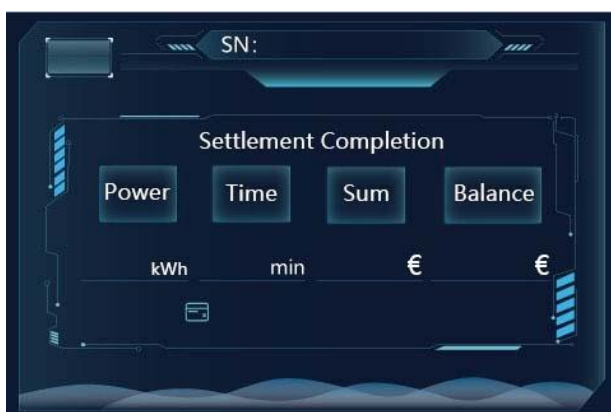 SN:
Settlement Completion
Power Time Sum Balance
kWh min € €